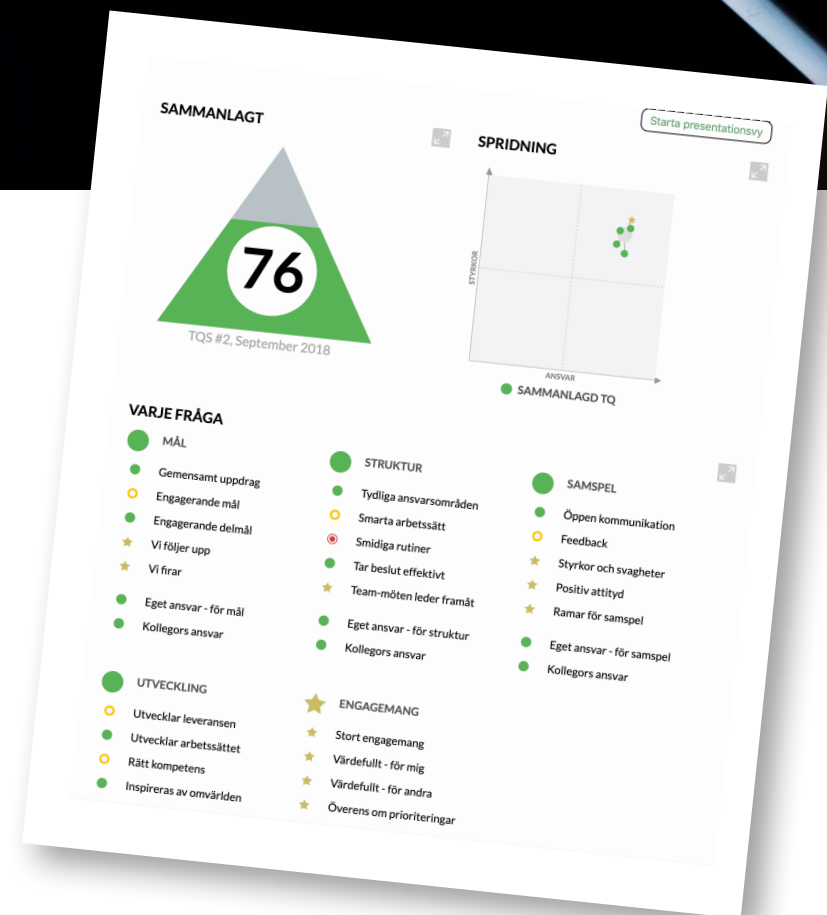 SAMMANLAGT
76
TQS #2, September 2018
Starta presentationsvy
SPRIDNING
STYRKOR
ANSVAR
SAMMANLAGD TQ
VARJE FRÅGA
MÅL
Gemensamt uppdrag
Engagerande mål
Engagerande delmål
Vi följer upp
Vi firar
Eget ansvar - för mål
Kollegors ansvar
STRUKTUR
Tydliga ansvarsområden
Smarta arbetssätt
Smidiga rutiner
Tar beslut effektivt
Team-möten leder framåt
Eget ansvar - för struktur
Kollegors ansvar
SAMSPEL
Öppen kommunikation
Feedback
Styrkor och svagheter
Positiv attityd
Ramar för samspel
Eget ansvar - för samspel
Kollegors ansvar
UTVECKLING
Utvecklar leveransen
Utvecklar arbetssättet
Rätt kompetens
Inspireras av omvärlden
ENGAGEMANG
Stort engagemang
Värdefullt - för mig
Värdefullt - för andra
Överens om prioriteringar